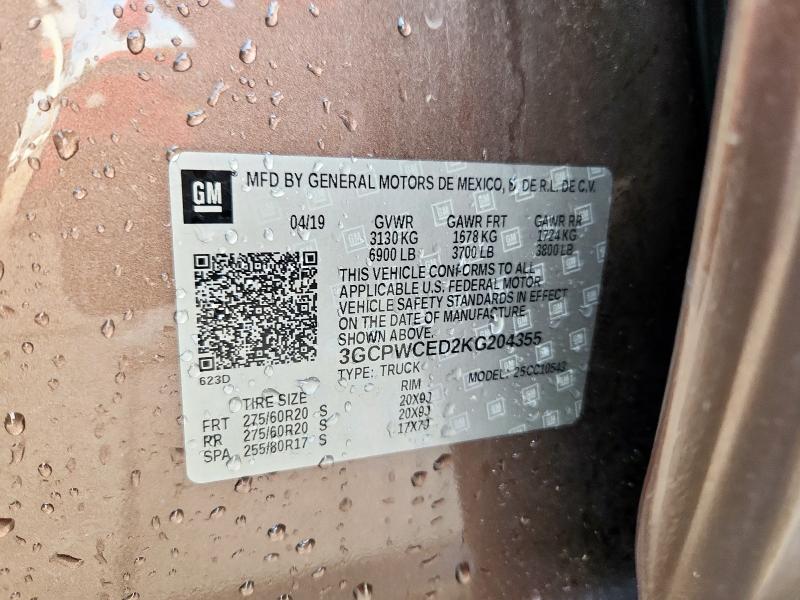 GM ® MFD BY GENERAL MOTORS DE MEXICO, S. DE R.L. DE C.V.
04/19 GVWR GAWR FRT GAWR RR
3130 KG 1578 KG 1724 KG
6900 LB 3700 LB 3800 LB
THIS VEHICLE CONFORMS TO ALL
APPLICABLE U.S. FEDERAL MOTOR
VEHICLE SAFETY STANDARDS IN EFFECT
ON THE DATE OF MANUFACTURE
SHOWN ABOVE.
3GCPWCED2KG204355
623D TYPE: TRUCK MODEL: 25CC10543
TIRE SIZE RIM
FRT 275/60R20 S 20X9J
RR 275/60R20 S 20X9J
SPA 255/80R17 S 17X7J